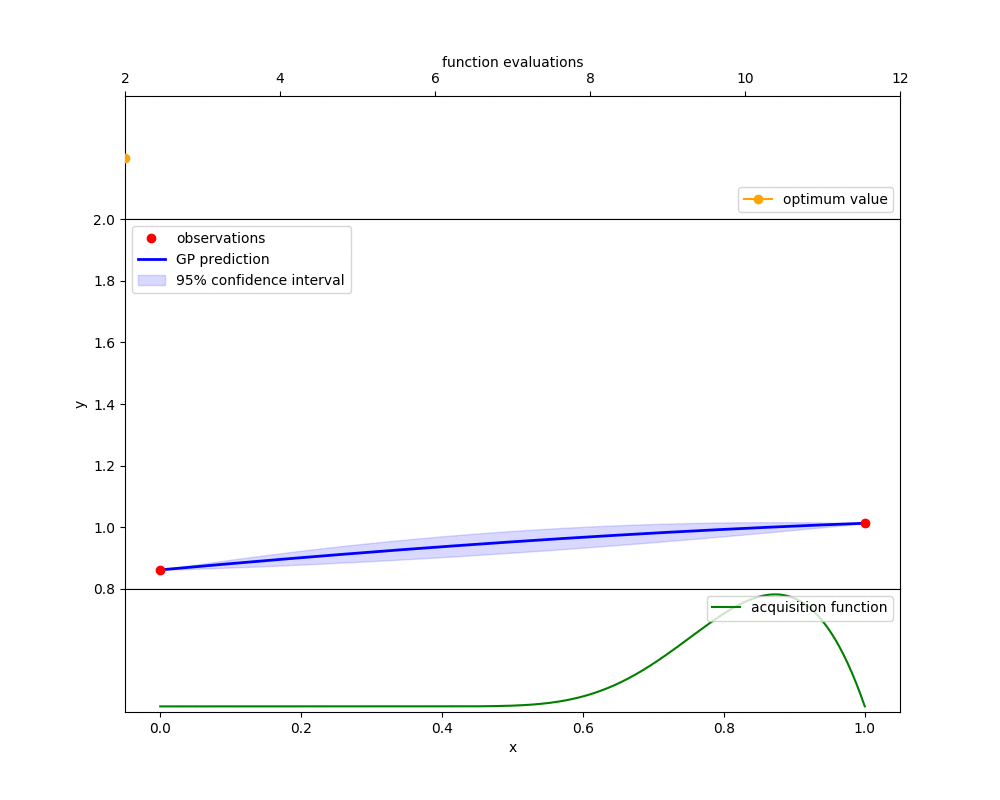 function evaluations
2 4 6 8 10 12
optimum value
2.0
observations
GP prediction
95% confidence interval
1.8
1.6
y
1.4
1.2
1.0
0.8
acquisition function
0.0 0.2 0.4 0.6 0.8 1.0
x